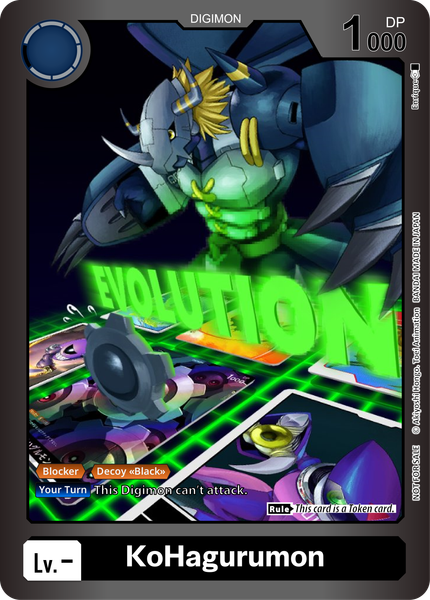 DIGIMON
DP
1000
EVOLUTION
Blocker Decoy «Black»
Your Turn This Digimon can't attack.
Rule This card is a Token card.
Lv.-
KoHagurumon
NOT FOR SALE © Akiyoshi Hongo, Toei Animation BANDAI MADE IN JAPAN